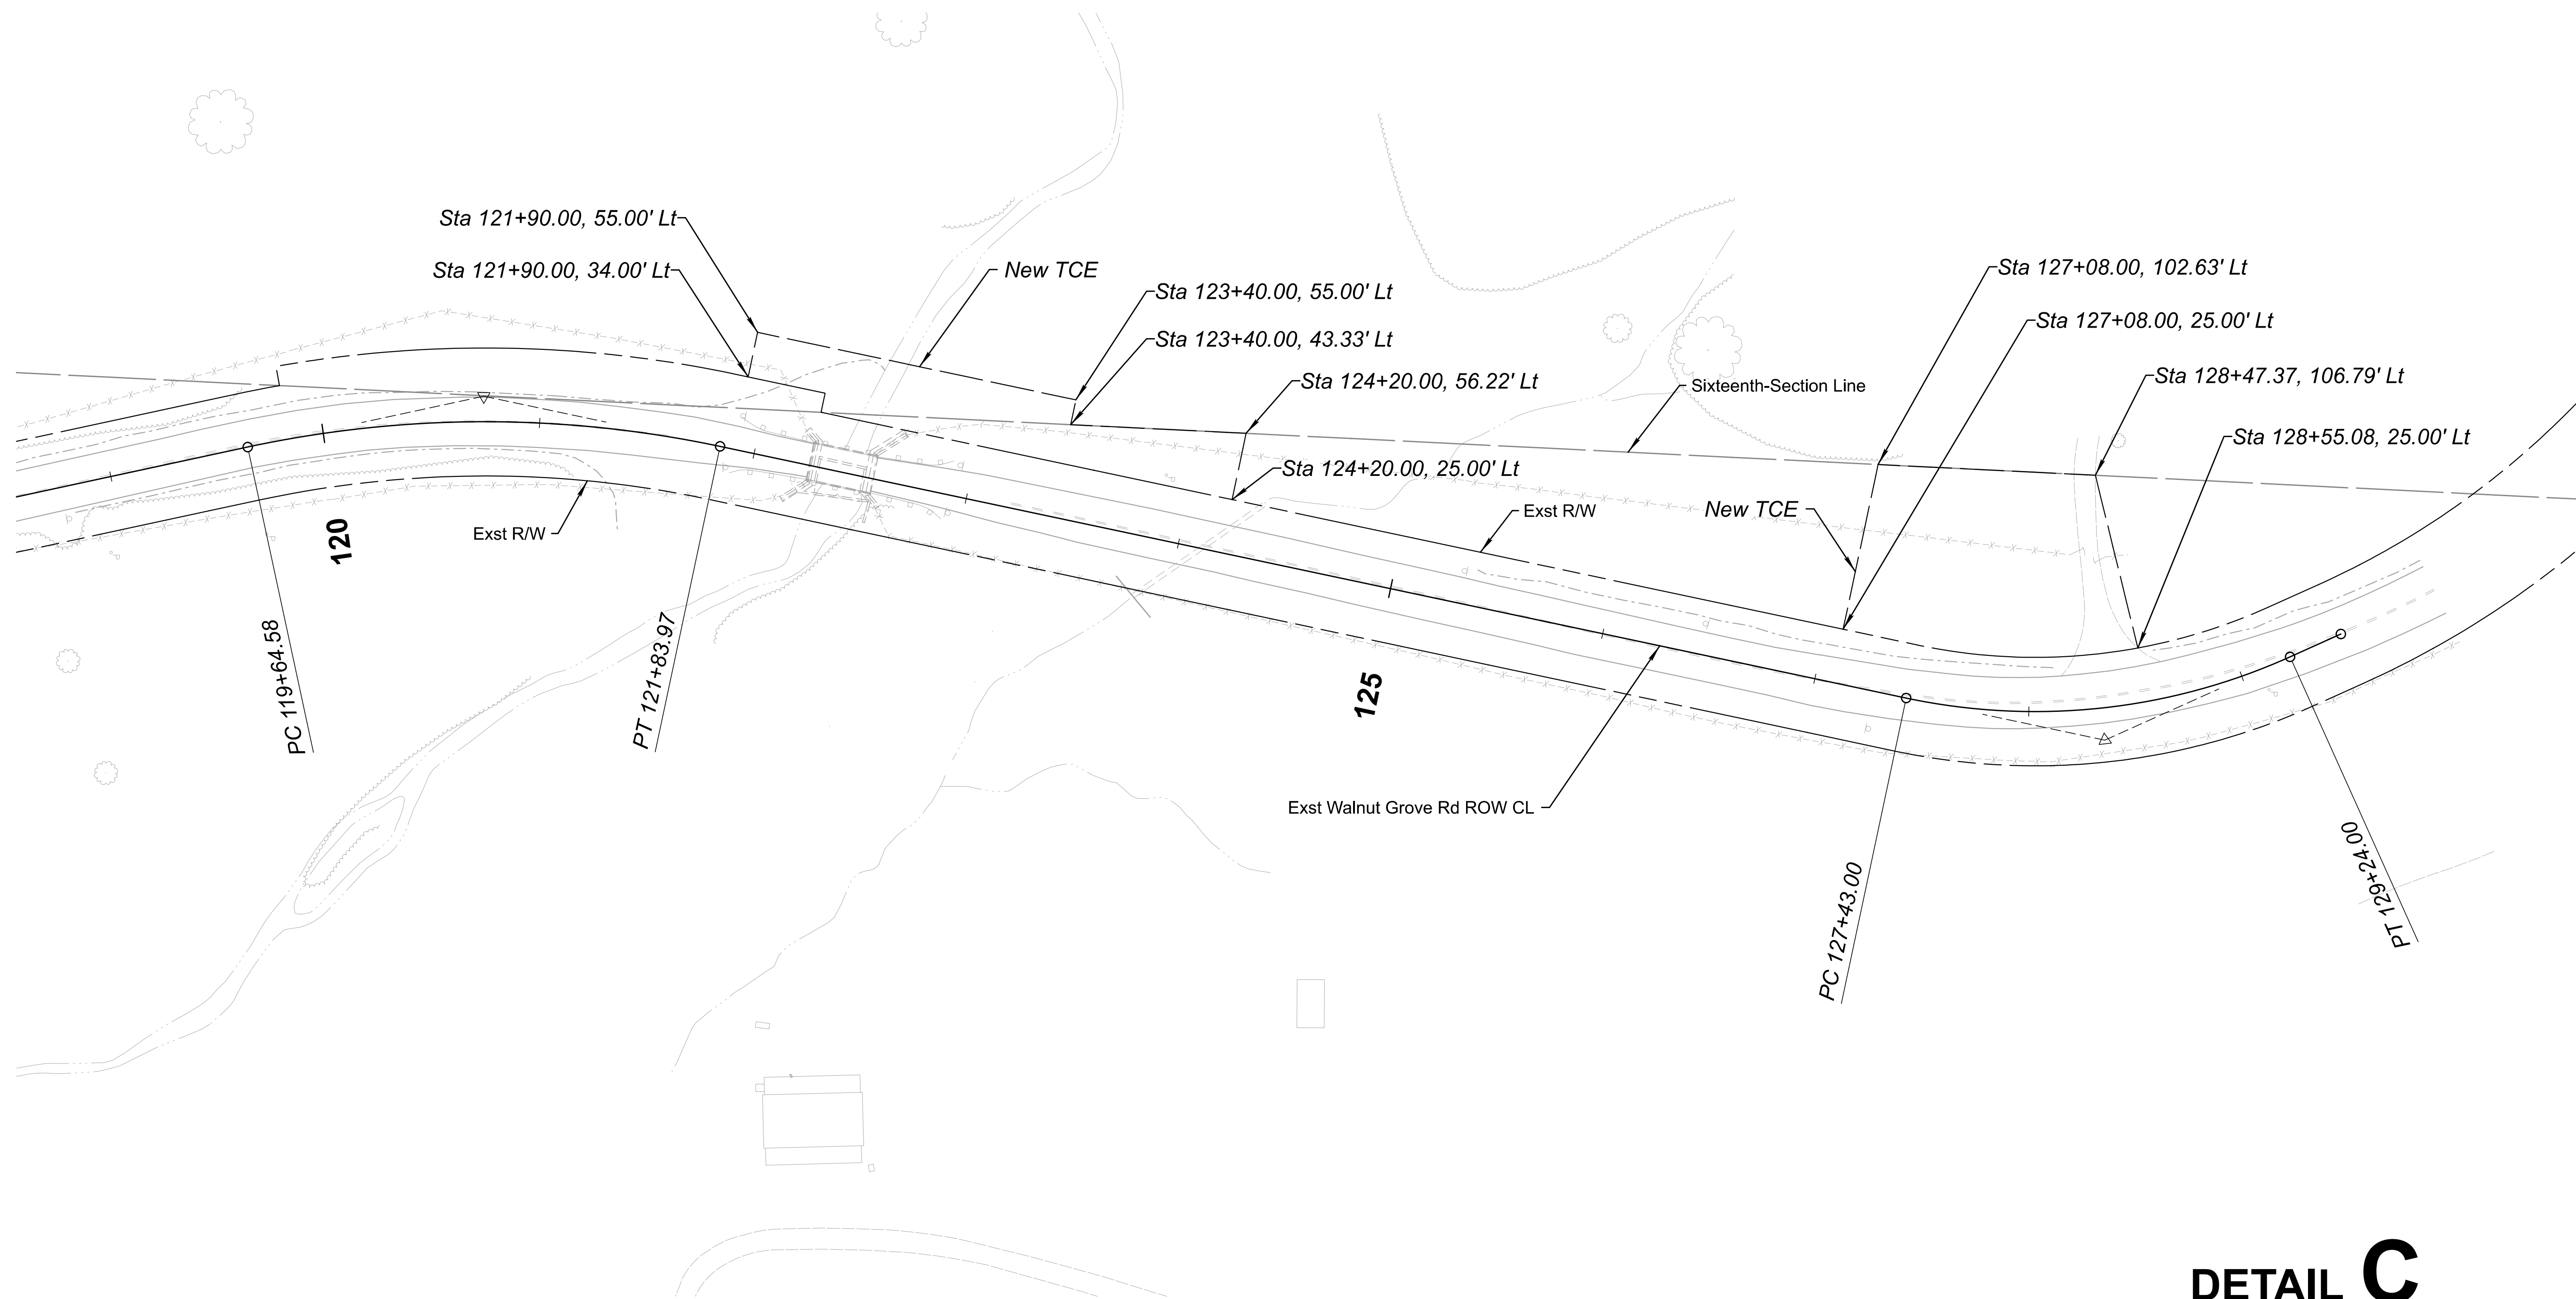 Sta 121+90.00, 55.00' Lt
Sta 121+90.00, 34.00' Lt
New TCE
Sta 123+40.00, 55.00' Lt
Sta 123+40.00, 43.33' Lt
Sta 124+20.00, 56.22' Lt
Sta 124+20.00, 25.00' Lt
Sixteenth-Section Line
Sta 127+08.00, 102.63' Lt
Sta 127+08.00, 25.00' Lt
Sta 128+47.37, 106.79' Lt
Sta 128+55.08, 25.00' Lt
Exst R/W
New TCE
Exst R/W
120
PC 119+64.58
PT 121+83.97
125
Exst Walnut Grove Rd ROW CL
PC 127+43.00
PT 129+24.00
DETAIL C